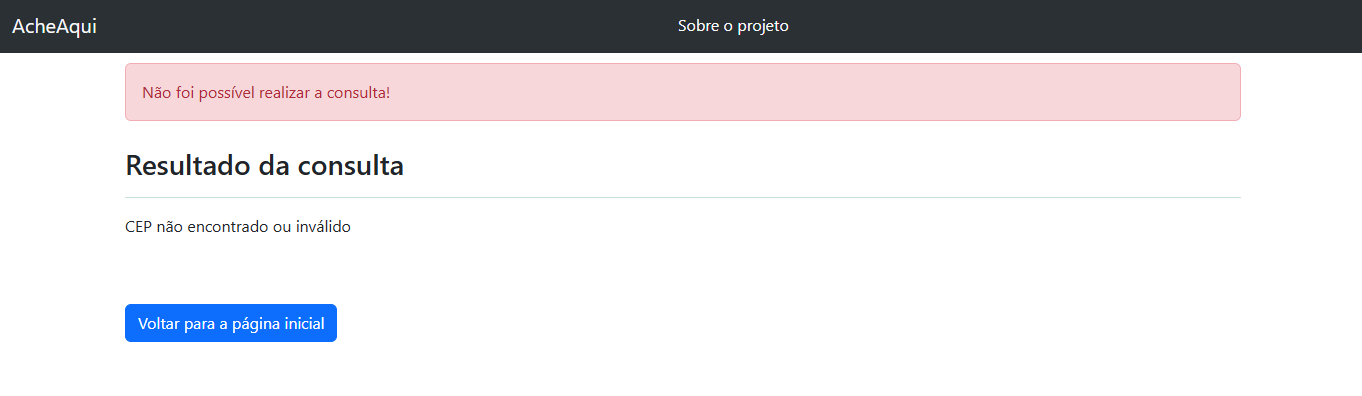 AcheAqui
Sobre o projeto
Não foi possível realizar a consulta!
Resultado da consulta
CEP não encontrado ou inválido
Voltar para a página inicial